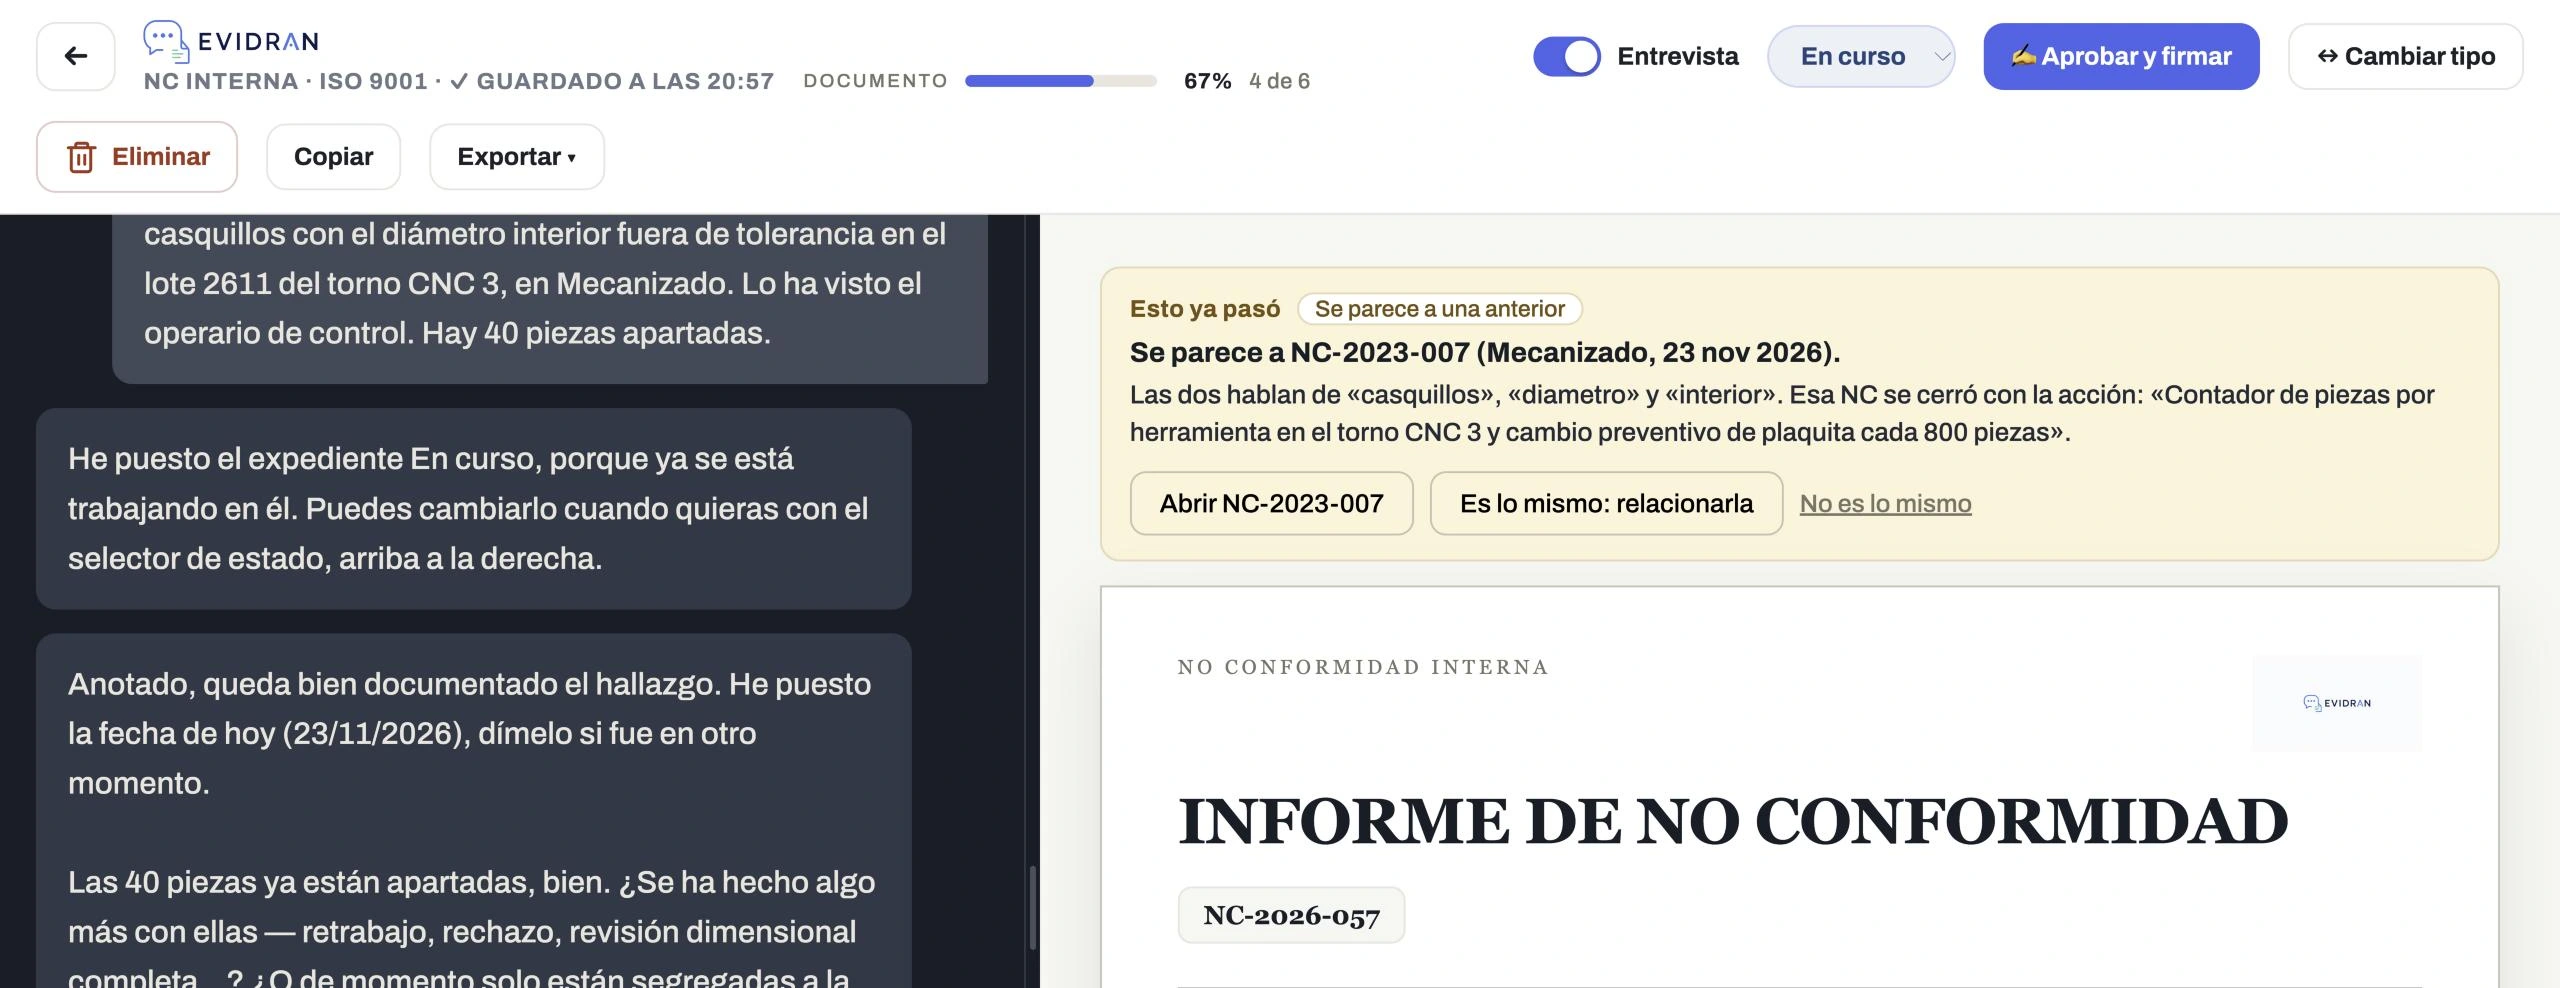 EVIDRAN
NC INTERNA · ISO 9001 · ✓ GUARDADO A LAS 20:57
DOCUMENTO 67% 4 de 6
Entrevista
En curso
✍ Aprobar y firmar
↔ Cambiar tipo
Eliminar
Copiar
Exportar ▾
casquillos con el diámetro interior fuera de tolerancia en el
lote 2611 del torno CNC 3, en Mecanizado. Lo ha visto el
operario de control. Hay 40 piezas apartadas.
He puesto el expediente En curso, porque ya se está
trabajando en él. Puedes cambiarlo cuando quieras con el
selector de estado, arriba a la derecha.
Anotado, queda bien documentado el hallazgo. He puesto
la fecha de hoy (23/11/2026), dímelo si fue en otro
momento.
Las 40 piezas ya están apartadas, bien. ¿Se ha hecho algo
más con ellas — retrabajo, rechazo, revisión dimensional
completa...? ¿O de momento solo están segregadas a la
Esto ya pasó
Se parece a una anterior
Se parece a NC-2023-007 (Mecanizado, 23 nov 2026).
Las dos hablan de «casquillos», «diametro» y «interior». Esa NC se cerró con la acción: «Contador de piezas por
herramienta en el torno CNC 3 y cambio preventivo de plaquita cada 800 piezas».
Abrir NC-2023-007
Es lo mismo: relacionarla
No es lo mismo
NO CONFORMIDAD INTERNA
EVIDRAN
INFORME DE NO CONFORMIDAD
NC-2026-057